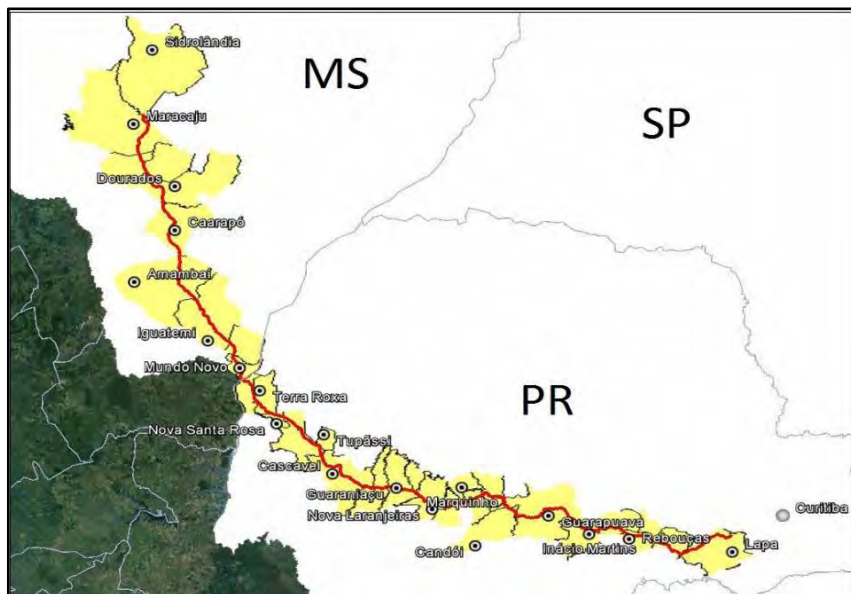 Sidrolândia
MS
SP
Maracaju
Dourados
Caarapó
Amambaí
Iguatemi
Mundo Novo
Terra Roxa
PR
Nova Santa Rosa
Tupãssi
Cascavel
Guaraniaçu
Marquinho
Nova Laranjeiras
Guarapuava
Curitiba
Candói
Inácio Martins
Rebouças
Lapa